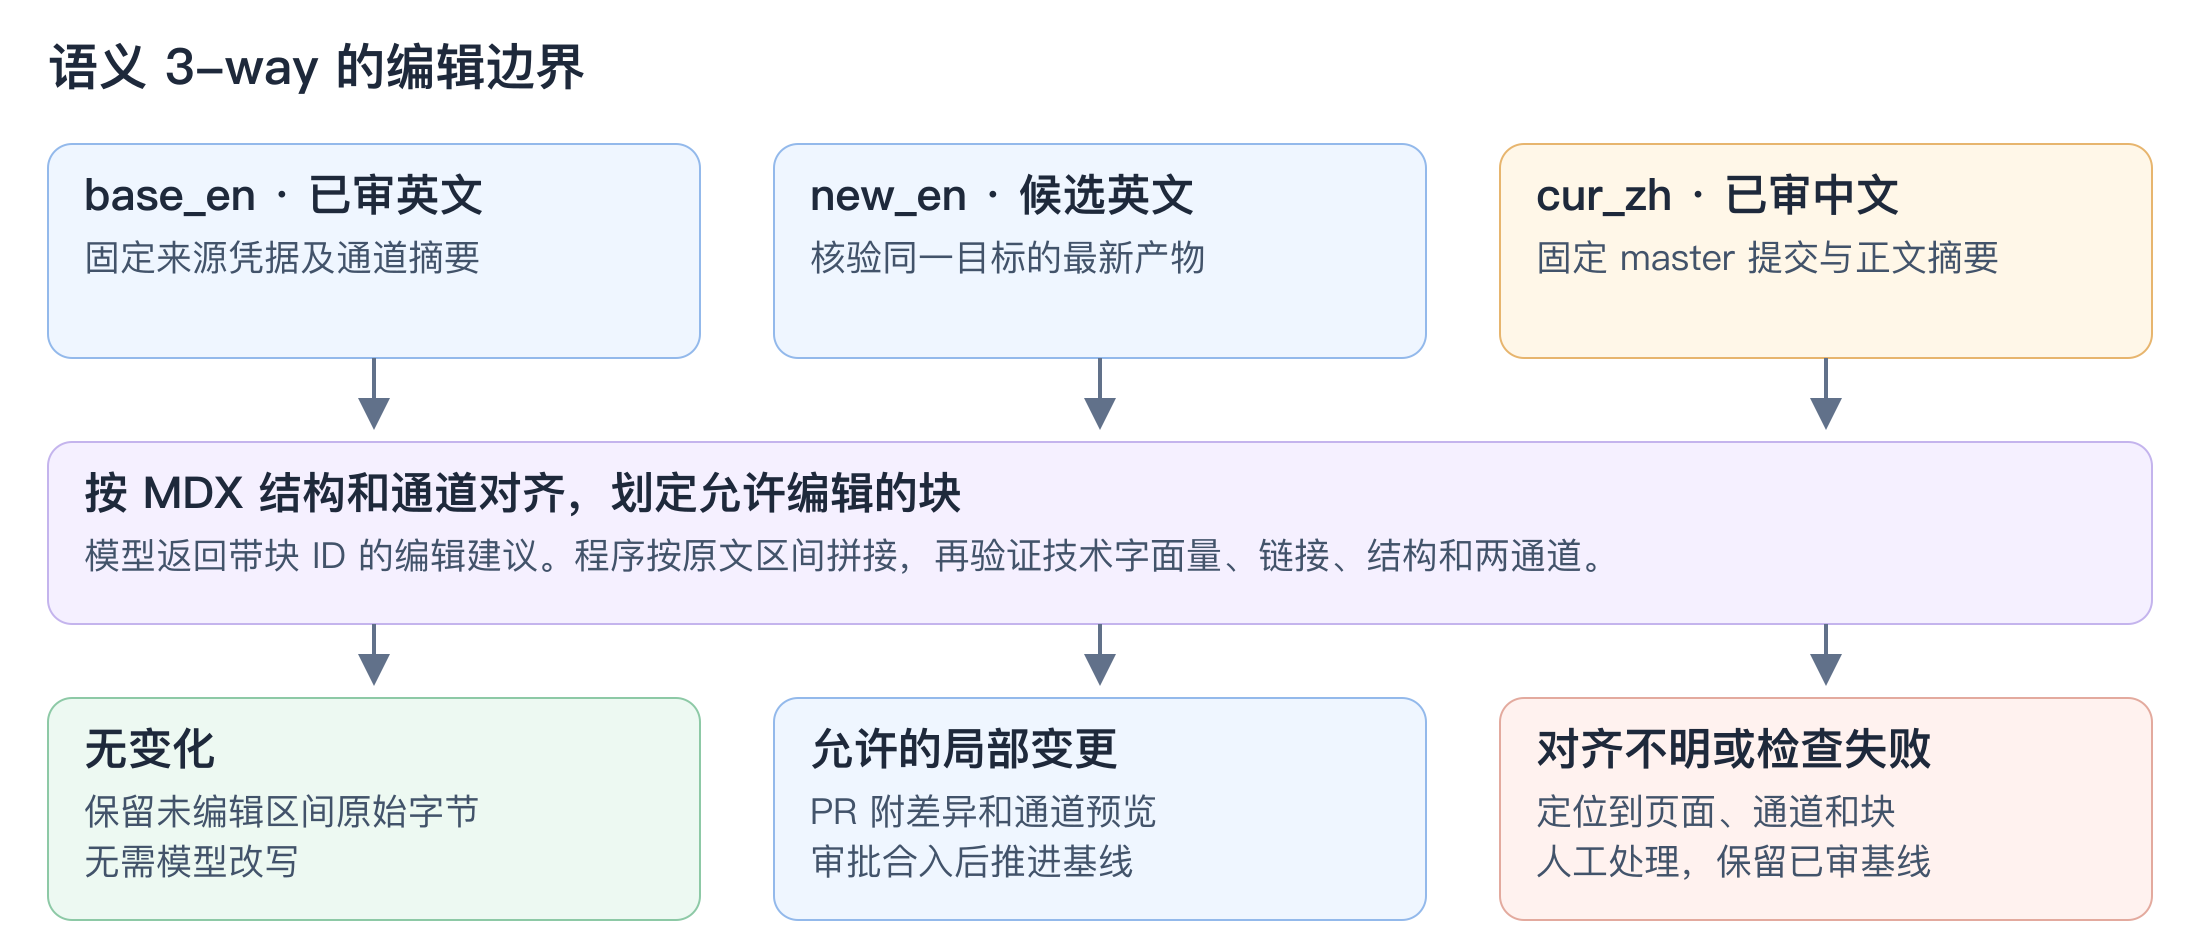 语义 3-way 的编辑边界
base_en · 已审英文
固定来源凭据及通道摘要
new_en · 候选英文
核验同一目标的最新产物
cur_zh · 已审中文
固定 master 提交与正文摘要
按 MDX 结构和通道对齐，划定允许编辑的块
模型返回带块 ID 的编辑建议。程序按原文区间拼接，再验证技术字面量、链接、结构和两通道。
无变化
保留未编辑区间原始字节
无需模型改写
允许的局部变更
PR 附差异和通道预览
审批合入后推进基线
对齐不明或检查失败
定位到页面、通道和块
人工处理，保留已审基线